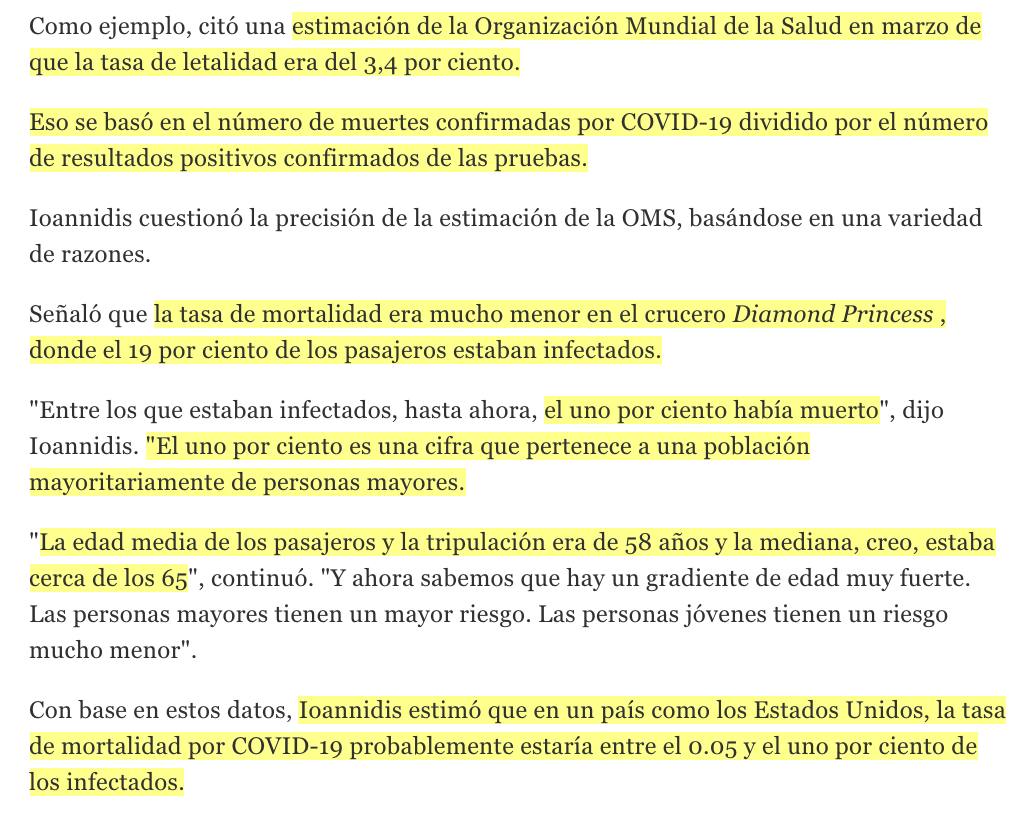 Como ejemplo, citó una estimación de la Organización Mundial de la Salud en marzo de
que la tasa de letalidad era del 3,4 por ciento.
Eso se basó en el número de muertes confirmadas por COVID-19 dividido por el número
de resultados positivos confirmados de las pruebas.
Ioannidis cuestionó la precisión de la estimación de la OMS, basándose en una variedad
de razones.
Señaló que la tasa de mortalidad era mucho menor en el crucero Diamond Princess ,
donde el 19 por ciento de los pasajeros estaban infectados.
"Entre los que estaban infectados, hasta ahora, el uno por ciento había muerto", dijo
Ioannidis. "El uno por ciento es una cifra que pertenece a una población
mayoritariamente de personas mayores.
"La edad media de los pasajeros y la tripulación era de 58 años y la mediana, creo, estaba
cerca de los 65", continuó. "Y ahora sabemos que hay un gradiente de edad muy fuerte.
Las personas mayores tienen un mayor riesgo. Las personas jóvenes tienen un riesgo
mucho menor".
Con base en estos datos, Ioannidis estimó que en un país como los Estados Unidos, la tasa
de mortalidad por COVID-19 probablemente estaría entre el 0.05 y el uno por ciento de
los infectados.